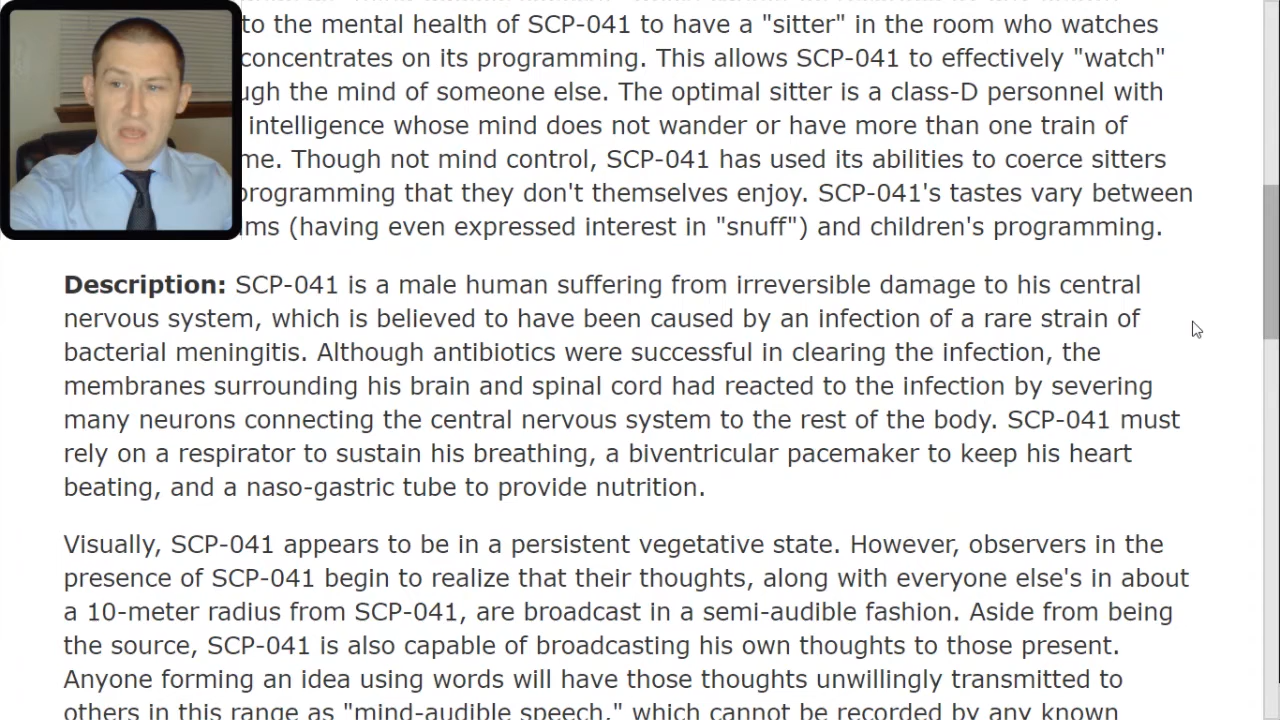 to the mental health of SCP-041 to have a "sitter" in the room who watches
concentrates on its programming. This allows SCP-041 to effectively "watch"
the mind of someone else. The optimal sitter is a class-D personnel with
intelligence whose mind does not wander or have more than one train of
Though not mind control, SCP-041 has used its abilities to coerce sitters
programming that they don't themselves enjoy. SCP-041's tastes vary between
(having even expressed interest in "snuff") and children's programming.
Description: SCP-041 is a male human suffering from irreversible damage to his central
nervous system, which is believed to have been caused by an infection of a rare strain of
bacterial meningitis. Although antibiotics were successful in clearing the infection, the
membranes surrounding his brain and spinal cord had reacted to the infection by severing
many neurons connecting the central nervous system to the rest of the body. SCP-041 must
rely on a respirator to sustain his breathing, a biventricular pacemaker to keep his heart
beating, and a naso-gastric tube to provide nutrition.
Visually, SCP-041 appears to be in a persistent vegetative state. However, observers in the
presence of SCP-041 begin to realize that their thoughts, along with everyone else's in about
a 10-meter radius from SCP-041, are broadcast in a semi-audible fashion. Aside from being
the source, SCP-041 is also capable of broadcasting his own thoughts to those present.
Anyone forming an idea using words will have those thoughts unwillingly transmitted to
others in this range as "mind-audible speech," which cannot be recorded by any known